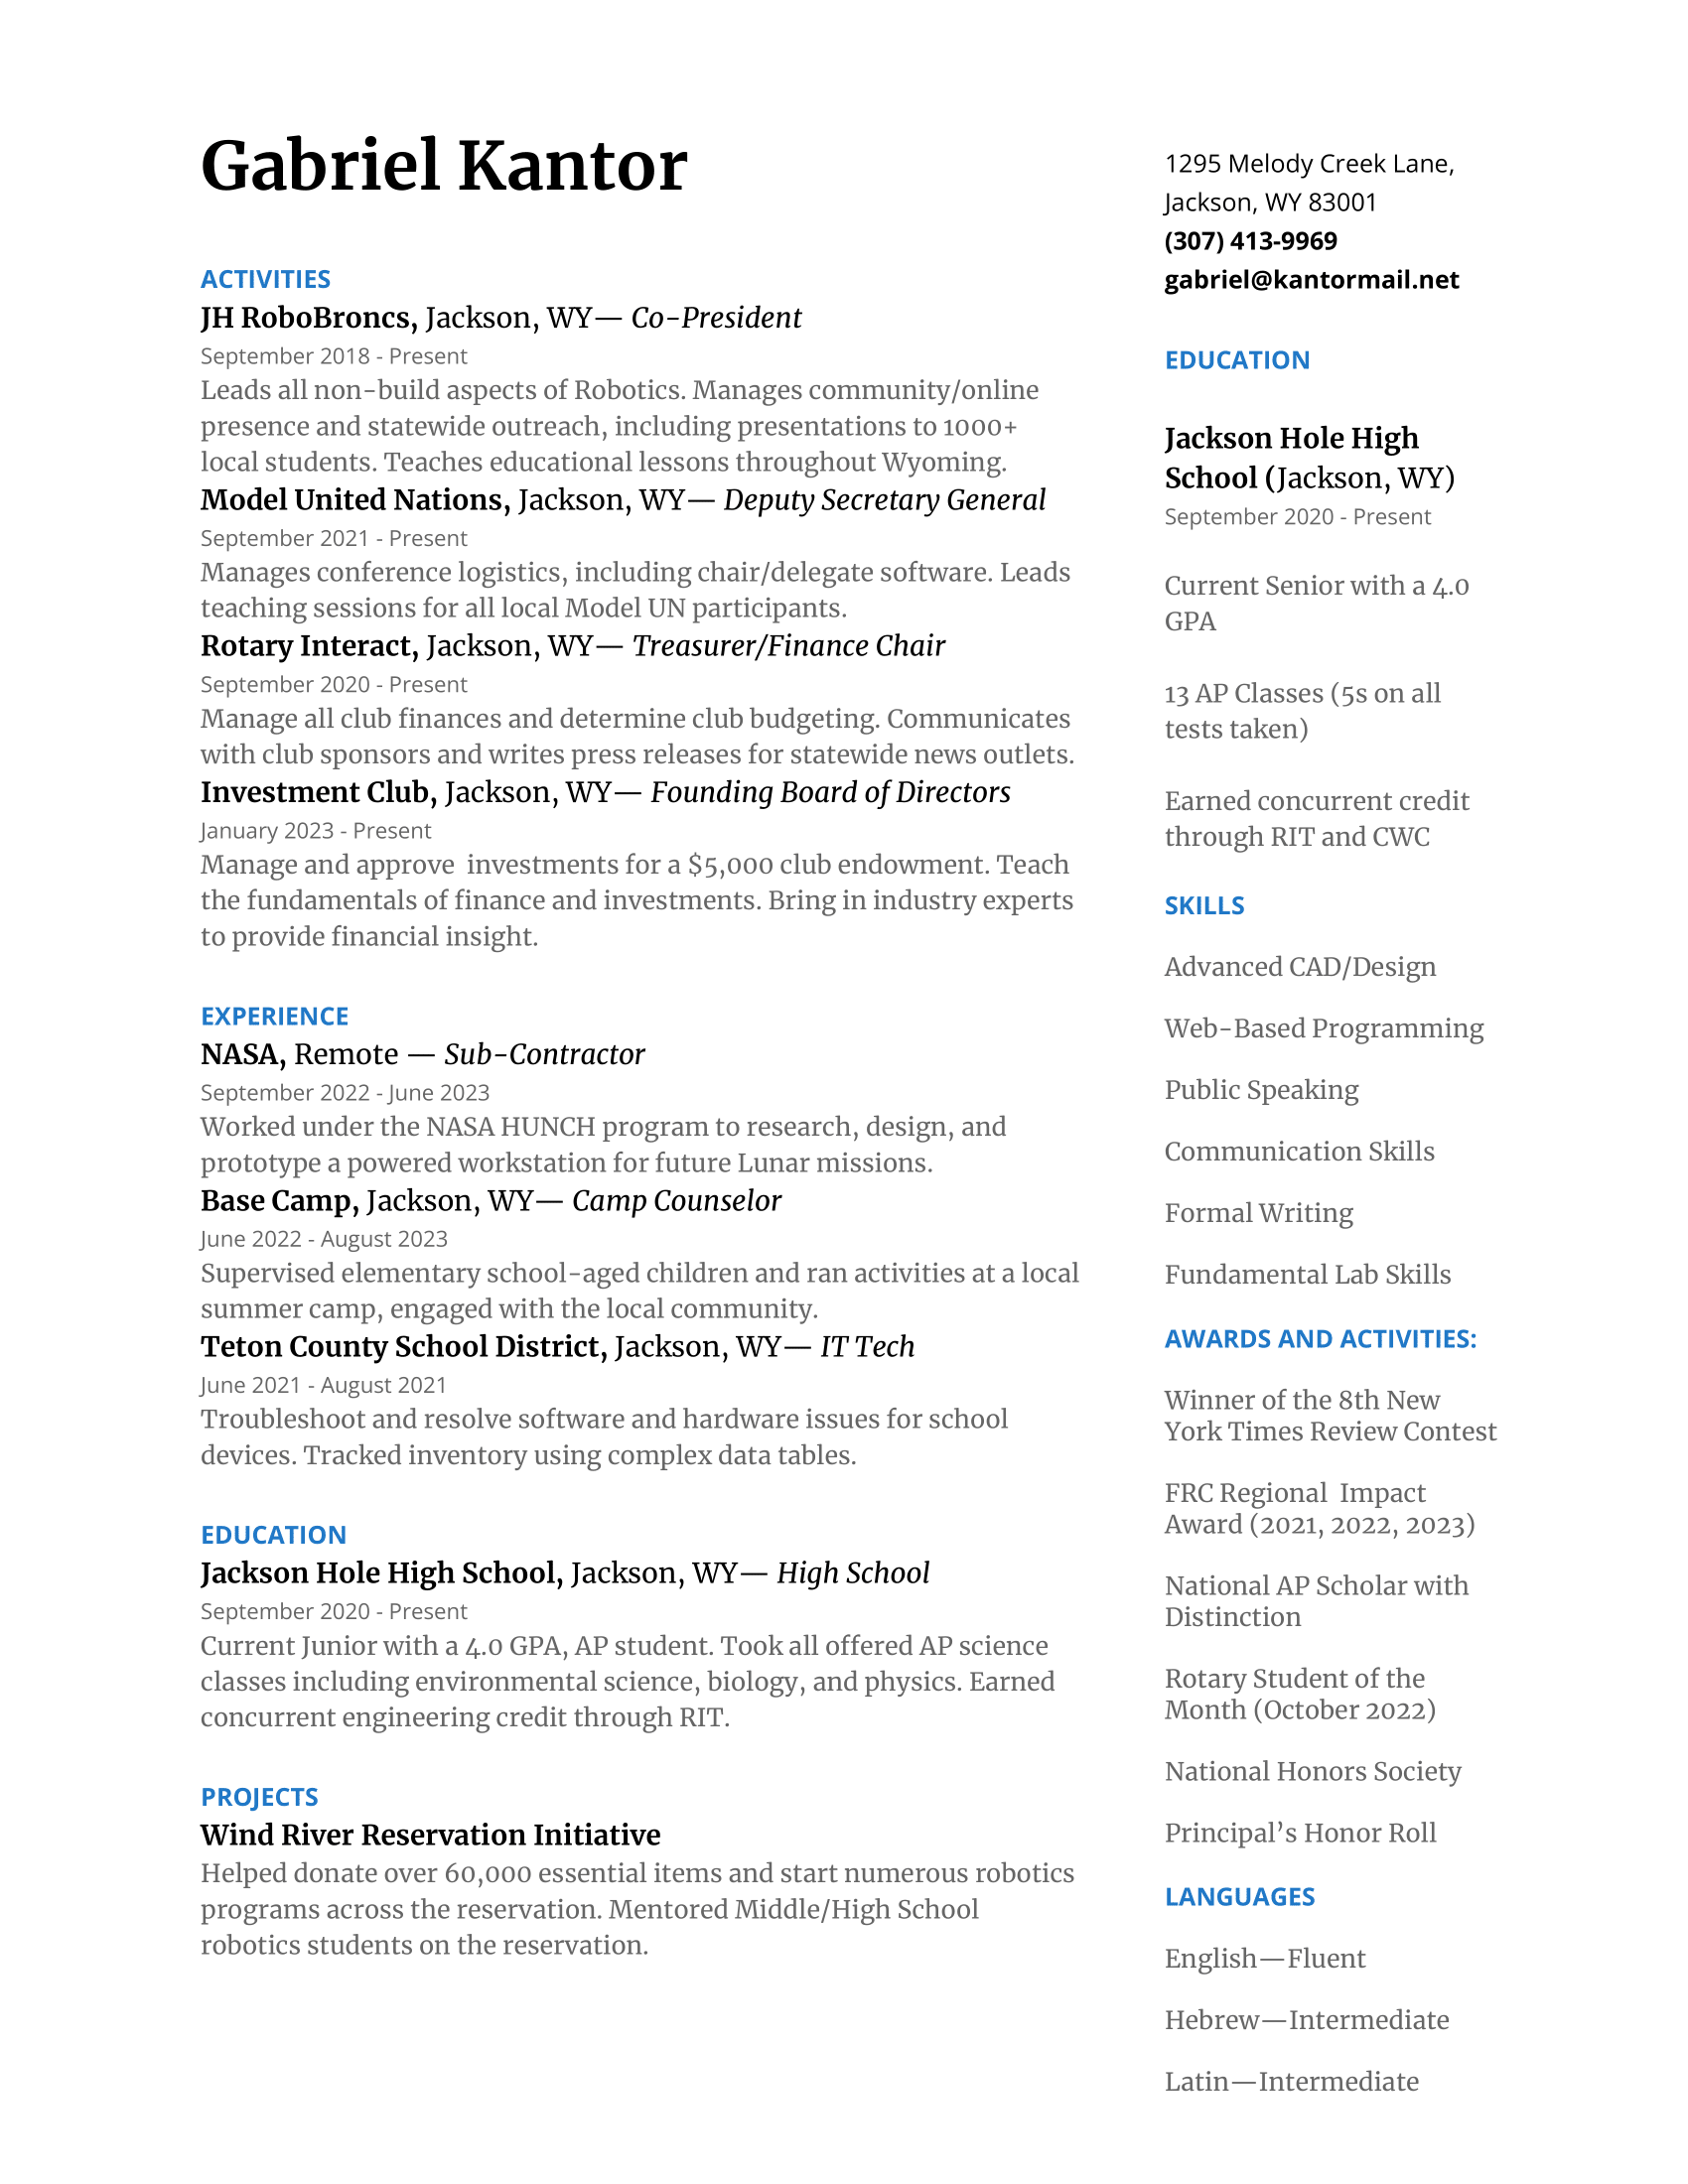 Gabriel Kantor
ACTIVITIES
JH RoboBroncs, Jackson, WY— Co-President
September 2018 - Present
Leads all non-build aspects of Robotics. Manages community/online
presence and statewide outreach, including presentations to 1000+
local students. Teaches educational lessons throughout Wyoming.
Model United Nations, Jackson, WY— Deputy Secretary General
September 2021 - Present
Manages conference logistics, including chair/delegate software. Leads
teaching sessions for all local Model UN participants.
Rotary Interact, Jackson, WY— Treasurer/Finance Chair
September 2020 - Present
Manage all club finances and determine club budgeting. Communicates
with club sponsors and writes press releases for statewide news outlets.
Investment Club, Jackson, WY— Founding Board of Directors
January 2023 - Present
Manage and approve  investments for a $5,000 club endowment. Teach
the fundamentals of finance and investments. Bring in industry experts
to provide financial insight.
EXPERIENCE
NASA, Remote — Sub-Contractor
September 2022 - June 2023
Worked under the NASA HUNCH program to research, design, and
prototype a powered workstation for future Lunar missions.
Base Camp, Jackson, WY— Camp Counselor
June 2022 - August 2023
Supervised elementary school-aged children and ran activities at a local
summer camp, engaged with the local community.
Teton County School District, Jackson, WY— IT Tech
June 2021 - August 2021
Troubleshoot and resolve software and hardware issues for school
devices. Tracked inventory using complex data tables.
EDUCATION
Jackson Hole High School, Jackson, WY— High School
September 2020 - Present
Current Junior with a 4.0 GPA, AP student. Took all offered AP science
classes including environmental science, biology, and physics. Earned
concurrent engineering credit through RIT.
PROJECTS
Wind River Reservation Initiative
Helped donate over 60,000 essential items and start numerous robotics
programs across the reservation. Mentored Middle/High School
robotics students on the reservation.
1295 Melody Creek Lane,
Jackson, WY 83001
(307) 413-9969
gabriel@kantormail.net
EDUCATION
Jackson Hole High
School (Jackson, WY)
September 2020 - Present
Current Senior with a 4.0
GPA
13 AP Classes (5s on all
tests taken)
Earned concurrent credit
through RIT and CWC
SKILLS
Advanced CAD/Design
Web-Based Programming
Public Speaking
Communication Skills
Formal Writing
Fundamental Lab Skills
AWARDS AND ACTIVITIES:
Winner of the 8th New
York Times Review Contest
FRC Regional  Impact
Award (2021, 2022, 2023)
National AP Scholar with
Distinction
Rotary Student of the
Month (October 2022)
National Honors Society
Principal’s Honor Roll
LANGUAGES
English—Fluent
Hebrew—Intermediate
Latin—Intermediate